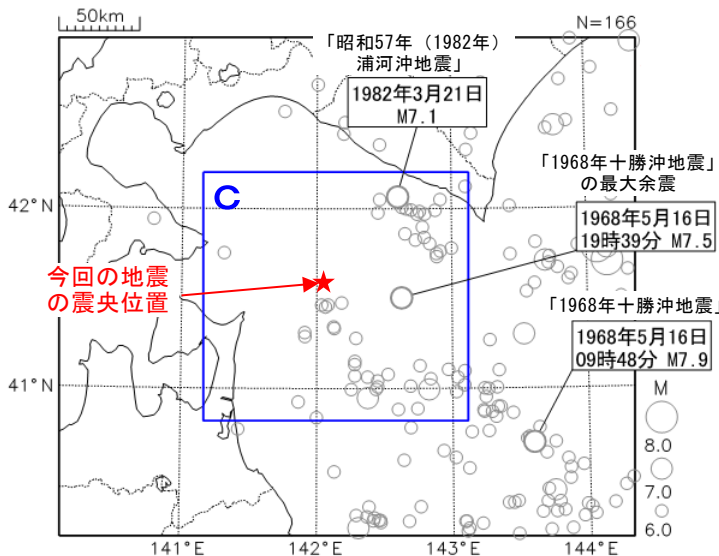 50km
N=166
「昭和57年（1982年）
浦河沖地震」
1982年3月21日
M7.1
「1968年十勝沖地震」
の最大余震
1968年5月16日
19時39分 M7.5
C
42°N
今回の地震
の震央位置
「1968年十勝沖地震」
1968年5月16日
09時48分 M7.9
41°N
M
8.0
7.0
6.0
141°E
142°E
143°E
144°E